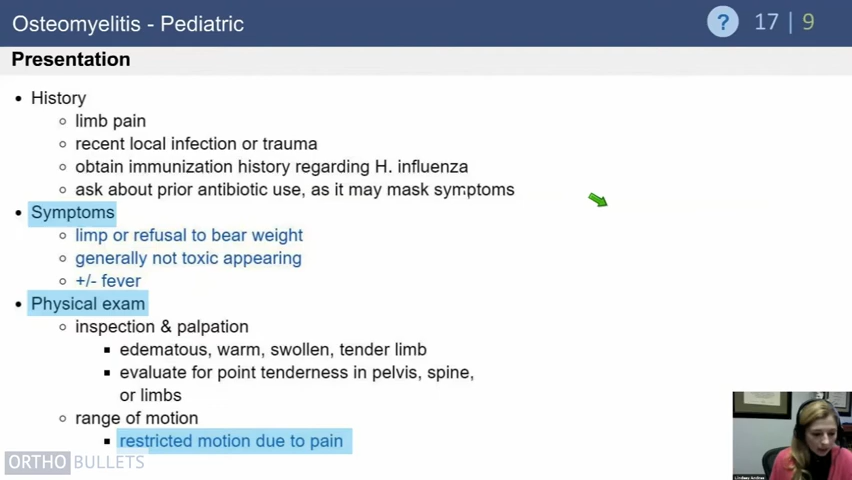 Osteomyelitis - Pediatric
? 17 | 9
Presentation
• History
limb pain
recent local infection or trauma
obtain immunization history regarding H. influenza
ask about prior antibiotic use, as it may mask symptoms
• Symptoms
limp or refusal to bear weight
generally not toxic appearing
+/- fever
• Physical exam
inspection & palpation
edematous, warm, swollen, tender limb
evaluate for point tenderness in pelvis, spine,
or limbs
range of motion
restricted motion due to pain
ORTHO BULLETS